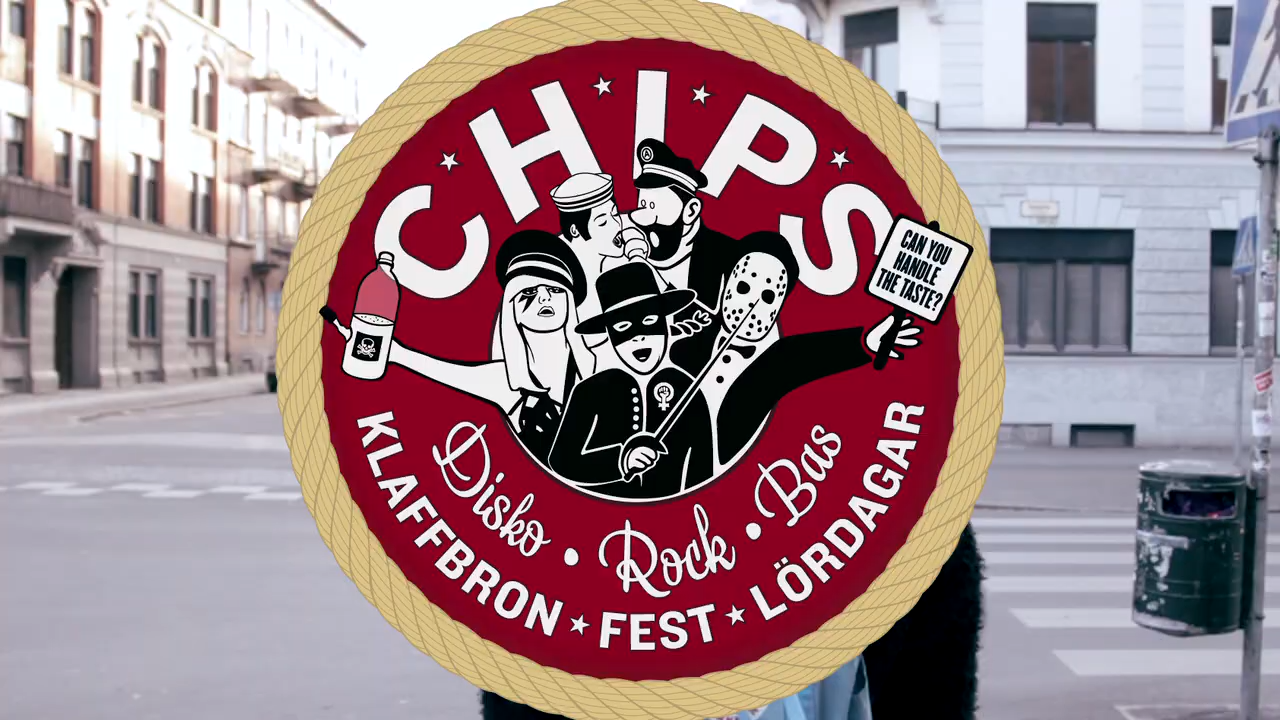 CHIPS
CAN YOU
HANDLE
THE TASTE?
Disko • Rock • Bas
KLAFFBRON ★ FEST ★ LÖRDAGAR